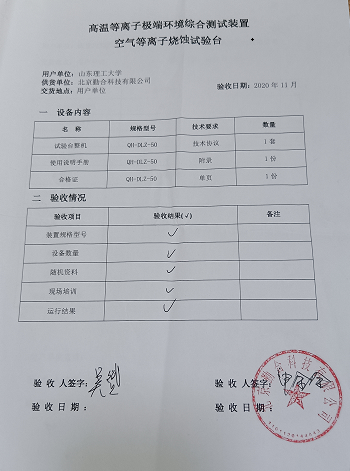 高温等离子极端环境综合测试装置
空气等离子烧蚀试验台
用户单位：山东理工大学
供货单位：北京勤合科技有限公司
交货地点：用户单位
验收日期：2020 年 11 月
一 设备内容
名 称 规格型号 技术要求 数量
试验台整机 QH-DLZ-50 技术协议 1 套
使用说明手册 QH-DLZ-50 附录 1 份
合格证 QH-DLZ-50 单页 1 份
二 验收情况
验收项目 验收结果(√) 备注
装置规格型号 ✓
设备数量 ✓
随机资料 ✓
现场培训 ✓
运行结果 ✓
验 收 人签字： 验 收 人签字：
验 收 日 期 ： 验 收 日 期 ：